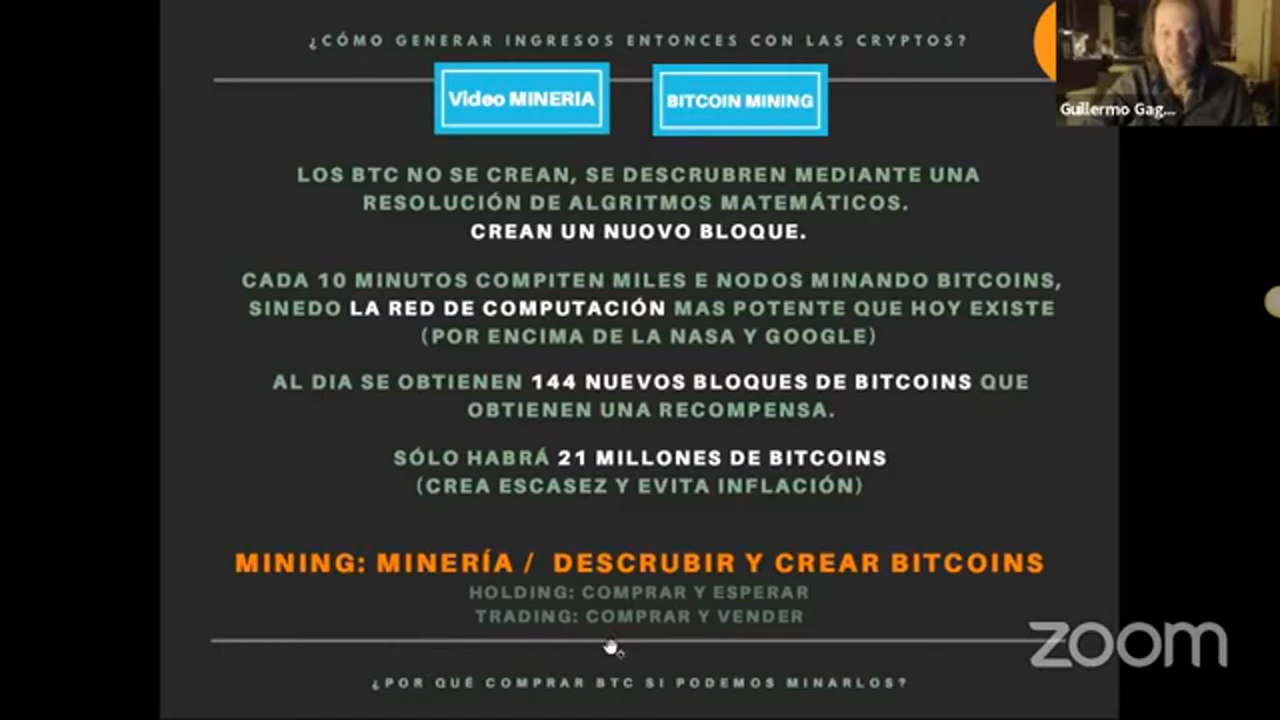 ¿CÓMO GENERAR INGRESOS ENTONCES CON LAS CRYPTOS?
Video MINERIA
BITCOIN MINING
Guillermo Gag...
LOS BTC NO SE CREAN, SE DESCRUBREN MEDIANTE UNA
RESOLUCIÓN DE ALGRITMOS MATEMÁTICOS.
CREAN UN NUOVO BLOQUE.
CADA 10 MINUTOS COMPITEN MILES E NODOS MINANDO BITCOINS,
SINEDO LA RED DE COMPUTACIÓN MAS POTENTE QUE HOY EXISTE
(POR ENCIMA DE LA NASA Y GOOGLE)
AL DIA SE OBTIENEN 144 NUEVOS BLOQUES DE BITCOINS QUE
OBTIENEN UNA RECOMPENSA.
SÓLO HABRÁ 21 MILLONES DE BITCOINS
(CREA ESCASEZ Y EVITA INFLACIÓN)
MINING: MINERÍA / DESCRUBIR Y CREAR BITCOINS
HOLDING: COMPRAR Y ESPERAR
TRADING: COMPRAR Y VENDER
zoom
¿POR QUÉ COMPRAR BTC SI PODEMOS MINARLOS?